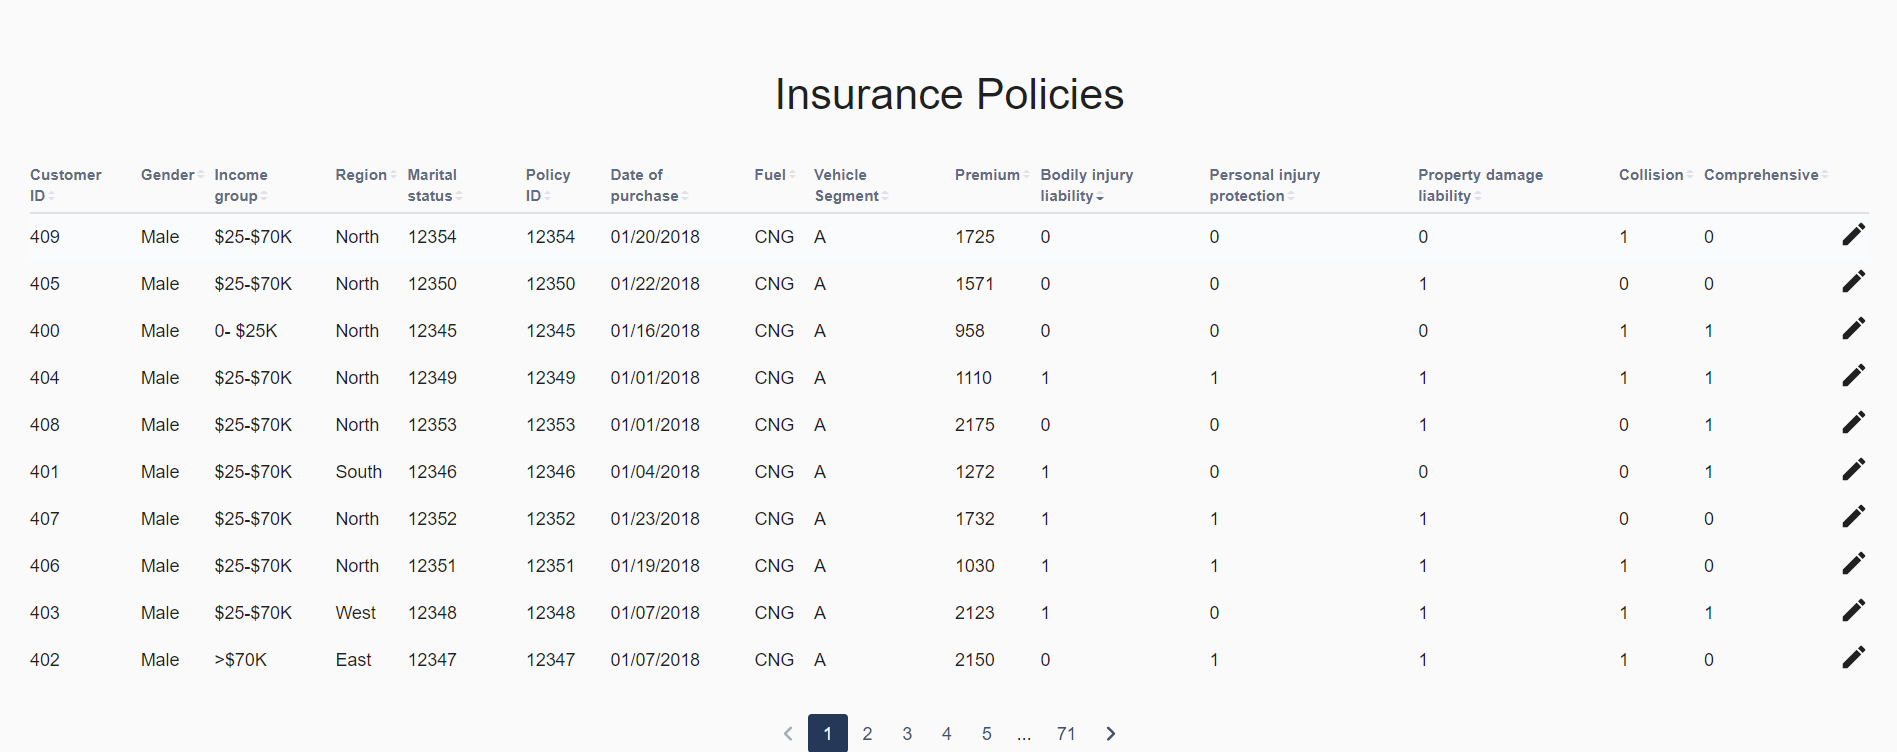 Insurance Policies
Customer ID Gender Income group Region Marital status Policy ID Date of purchase Fuel Vehicle Segment Premium Bodily injury liability Personal injury protection Property damage liability Collision Comprehensive
409 Male $25-$70K North 12354 12354 01/20/2018 CNG A 1725 0 0 0 1 0
405 Male $25-$70K North 12350 12350 01/22/2018 CNG A 1571 0 0 1 0 0
400 Male 0- $25K North 12345 12345 01/16/2018 CNG A 958 0 0 0 1 1
404 Male $25-$70K North 12349 12349 01/01/2018 CNG A 1110 1 1 1 1 1
408 Male $25-$70K North 12353 12353 01/01/2018 CNG A 2175 0 0 1 0 1
401 Male $25-$70K South 12346 12346 01/04/2018 CNG A 1272 1 0 0 0 1
407 Male $25-$70K North 12352 12352 01/23/2018 CNG A 1732 1 1 1 0 0
406 Male $25-$70K North 12351 12351 01/19/2018 CNG A 1030 1 1 1 1 0
403 Male $25-$70K West 12348 12348 01/07/2018 CNG A 2123 1 0 1 1 1
402 Male >$70K East 12347 12347 01/07/2018 CNG A 2150 0 1 1 1 0
1 2 3 4 5 ... 71